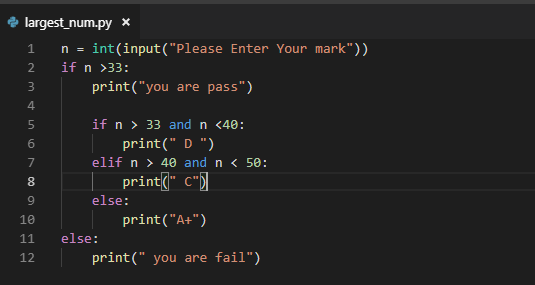 largest_num.py ×
1 n = int(input("Please Enter Your mark"))
2 if n >33:
3     print("you are pass")
4
5     if n > 33 and n <40:
6         print(" D ")
7     elif n > 40 and n < 50:
8         print(" C")
9     else:
10         print("A+")
11 else:
12     print(" you are fail")